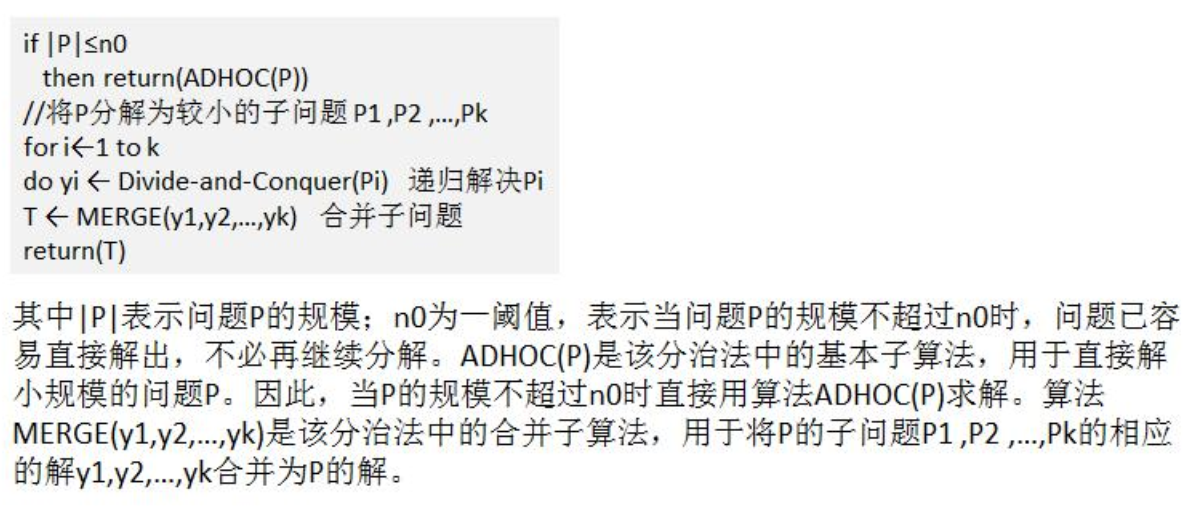 if |P|≤n0
then return(ADHOC(P))
//将P分解为较小的子问题 P1 ,P2 ,...,Pk
for i←1 to k
do yi ← Divide-and-Conquer(Pi) 递归解决Pi
T ← MERGE(y1,y2,...,yk) 合并子问题
return(T)
其中|P|表示问题P的规模；n0为一阈值，表示当问题P的规模不超过n0时，问题已容
易直接解出，不必再继续分解。ADHOC(P)是该分治法中的基本子算法，用于直接解
小规模的问题P。因此，当P的规模不超过n0时直接用算法ADHOC(P)求解。算法
MERGE(y1,y2,...,yk)是该分治法中的合并子算法，用于将P的子问题P1 ,P2 ,...,Pk的相应
的解y1,y2,...,yk合并为P的解。